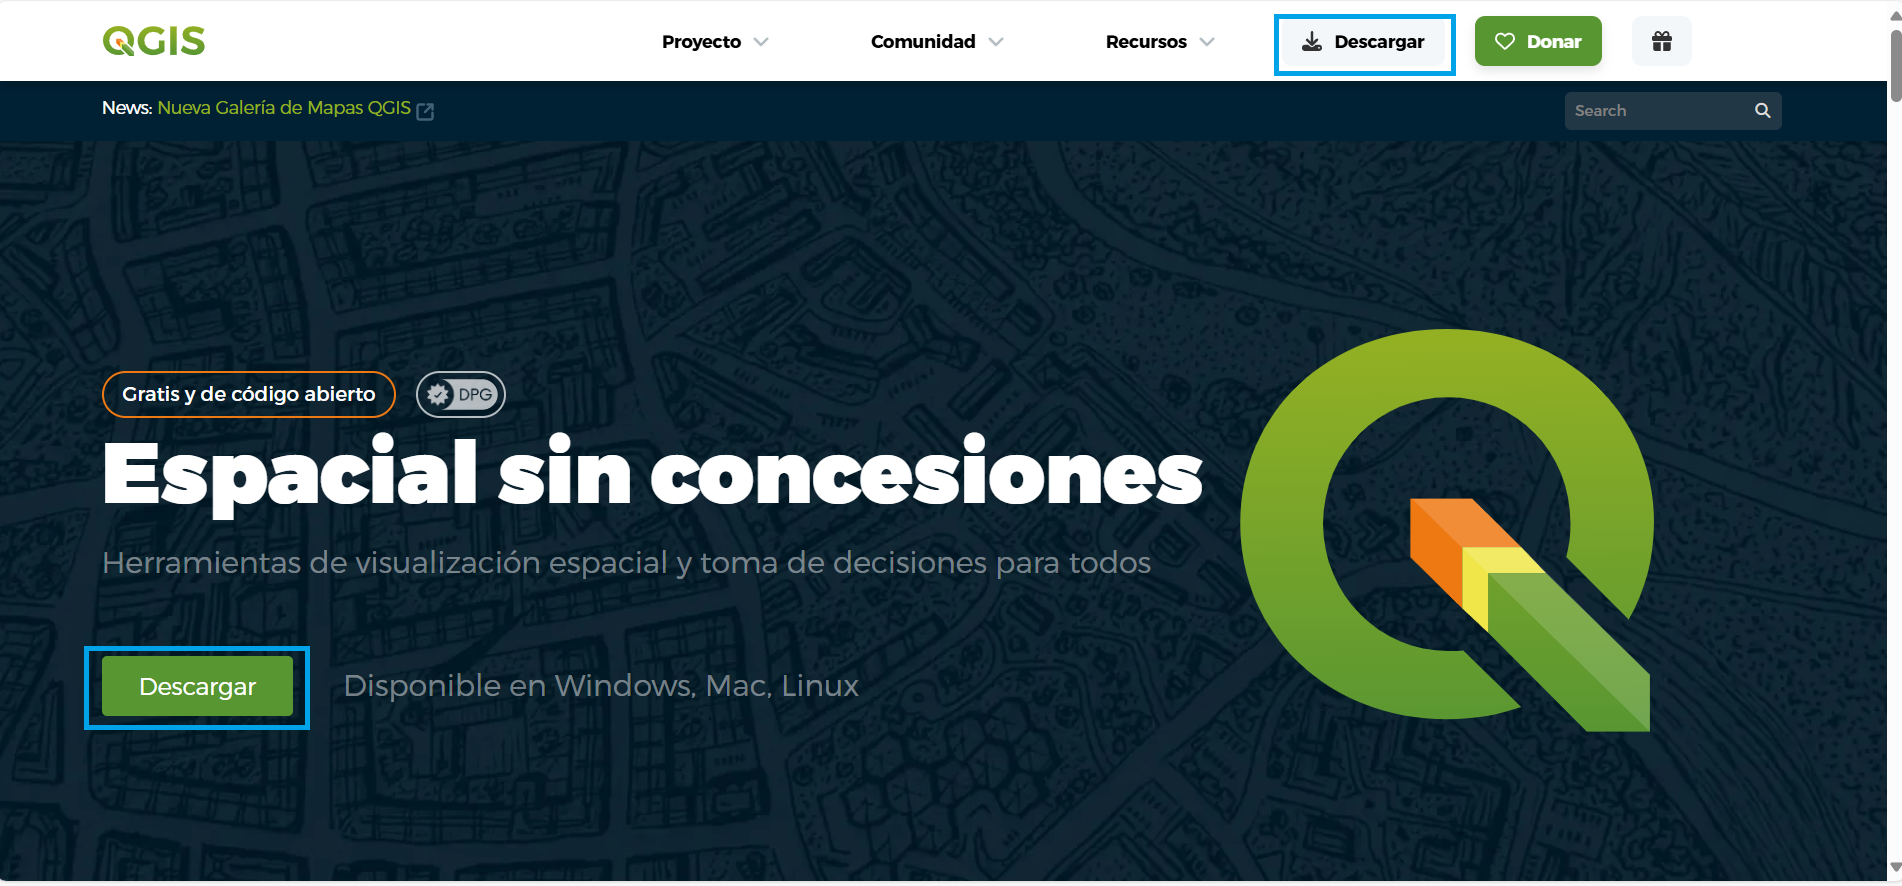 QGIS
Proyecto Comunidad Recursos Descargar Donar
News: Nueva Galería de Mapas QGIS Search
Gratis y de código abierto DPG
Espacial sin concesiones
Herramientas de visualización espacial y toma de decisiones para todos
Descargar Disponible en Windows, Mac, Linux